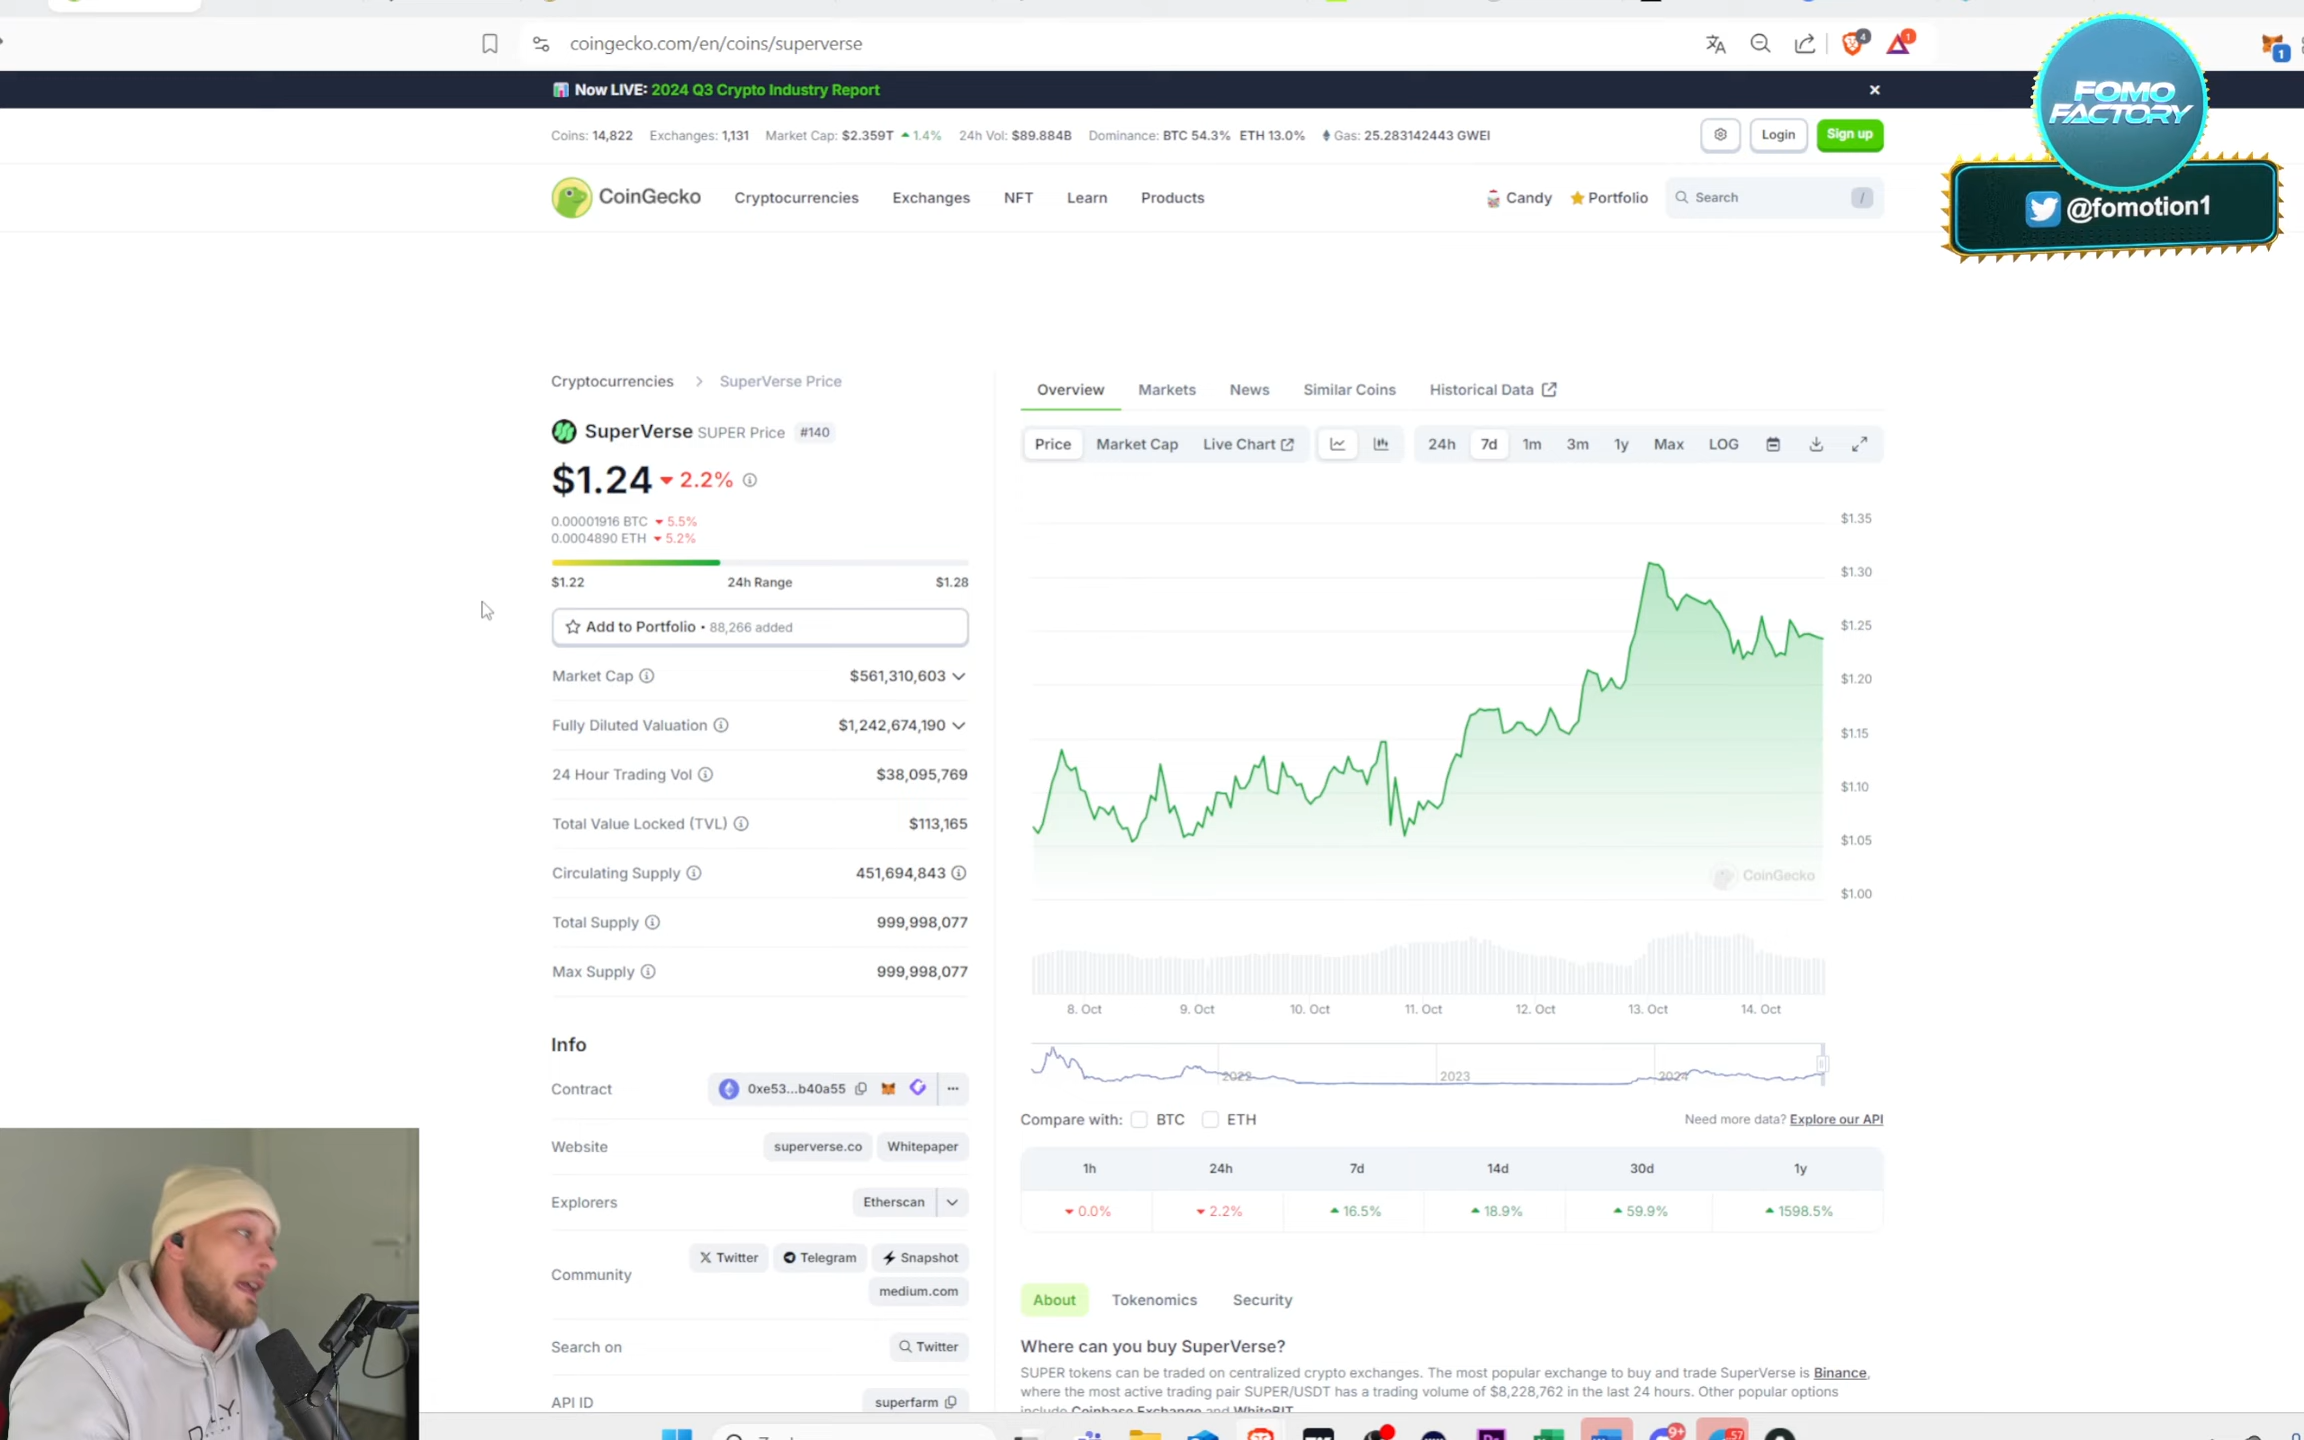 coingecko.com/en/coins/superverse
4
1
1
Now LIVE: 2024 Q3 Crypto Industry Report
FOMO
FACTORY
@fomotion1
Coins: 14,822 Exchanges: 1,131 Market Cap: $2.359T 1.4% 24h Vol: $89.884B Dominance: BTC 54.3% ETH 13.0% Gas: 25.283142443 GWEI
Login
Sign up
CoinGecko
Cryptocurrencies
Exchanges
NFT
Learn
Products
Candy
Portfolio
Search
/
Cryptocurrencies > SuperVerse Price
SuperVerse SUPER Price #140
$1.24 2.2%
0.00001916 BTC 5.5%
0.0004890 ETH 5.2%
$1.22 24h Range $1.28
Add to Portfolio • 88,266 added
Market Cap $561,310,603
Fully Diluted Valuation $1,242,674,190
24 Hour Trading Vol $38,095,769
Total Value Locked (TVL) $113,165
Circulating Supply 451,694,843
Total Supply 999,998,077
Max Supply 999,998,077
Info
Contract 0xe53...b40a55
Website superverse.co Whitepaper
Explorers Etherscan
Community Twitter Telegram Snapshot
medium.com
Search on Twitter
API ID superfarm
Overview Markets News Similar Coins Historical Data
Price Market Cap Live Chart 24h 7d 1m 3m 1y Max LOG
$1.35
$1.30
$1.25
$1.20
$1.15
$1.10
$1.05
$1.00
CoinGecko
8. Oct 9. Oct 10. Oct 11. Oct 12. Oct 13. Oct 14. Oct
2022 2023 2024
Compare with: BTC ETH
Need more data? Explore our API
1h 24h 7d 14d 30d 1y
0.0% 2.2% 16.5% 18.9% 59.9% 1598.5%
About Tokenomics Security
Where can you buy SuperVerse?
SUPER tokens can be traded on centralized crypto exchanges. The most popular exchange to buy and trade SuperVerse is Binance,
where the most active trading pair SUPER/USDT has a trading volume of $8,228,762 in the last 24 hours. Other popular options
include Coinbase Exchange and WhiteBIT.
9+
57